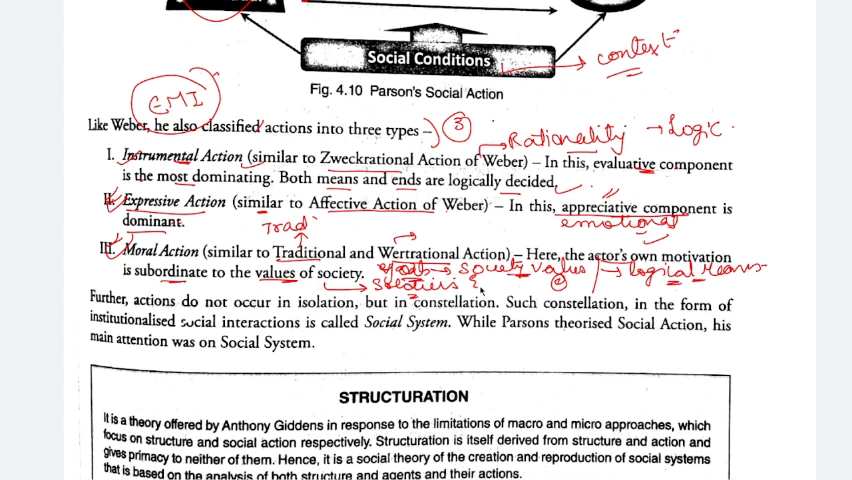 Social Conditions
context
Fig. 4.10 Parson's Social Action
EMI
Like Weber, he also classified actions into three types –
3
Rationality → Logic
I. Instrumental Action (similar to Zweckrational Action of Weber) – In this, evaluative component
is the most dominating. Both means and ends are logically decided.
II. Expressive Action (similar to Affective Action of Weber) – In this, appreciative component is
dominant.
emotional
Trad
III. Moral Action (similar to Traditional and Wertrational Action) – Here, the actor's own motivation
is subordinate to the values of society.
goals → society values
logical means
Further, actions do not occur in isolation, but in constellation. Such constellation, in the form of
institutionalised social interactions is called Social System. While Parsons theorised Social Action, his
main attention was on Social System.
STRUCTURATION
It is a theory offered by Anthony Giddens in response to the limitations of macro and micro approaches, which
focus on structure and social action respectively. Structuration is itself derived from structure and action and
gives primacy to neither of them. Hence, it is a social theory of the creation and reproduction of social systems
that is based on the analysis of both structure and agents and their actions.